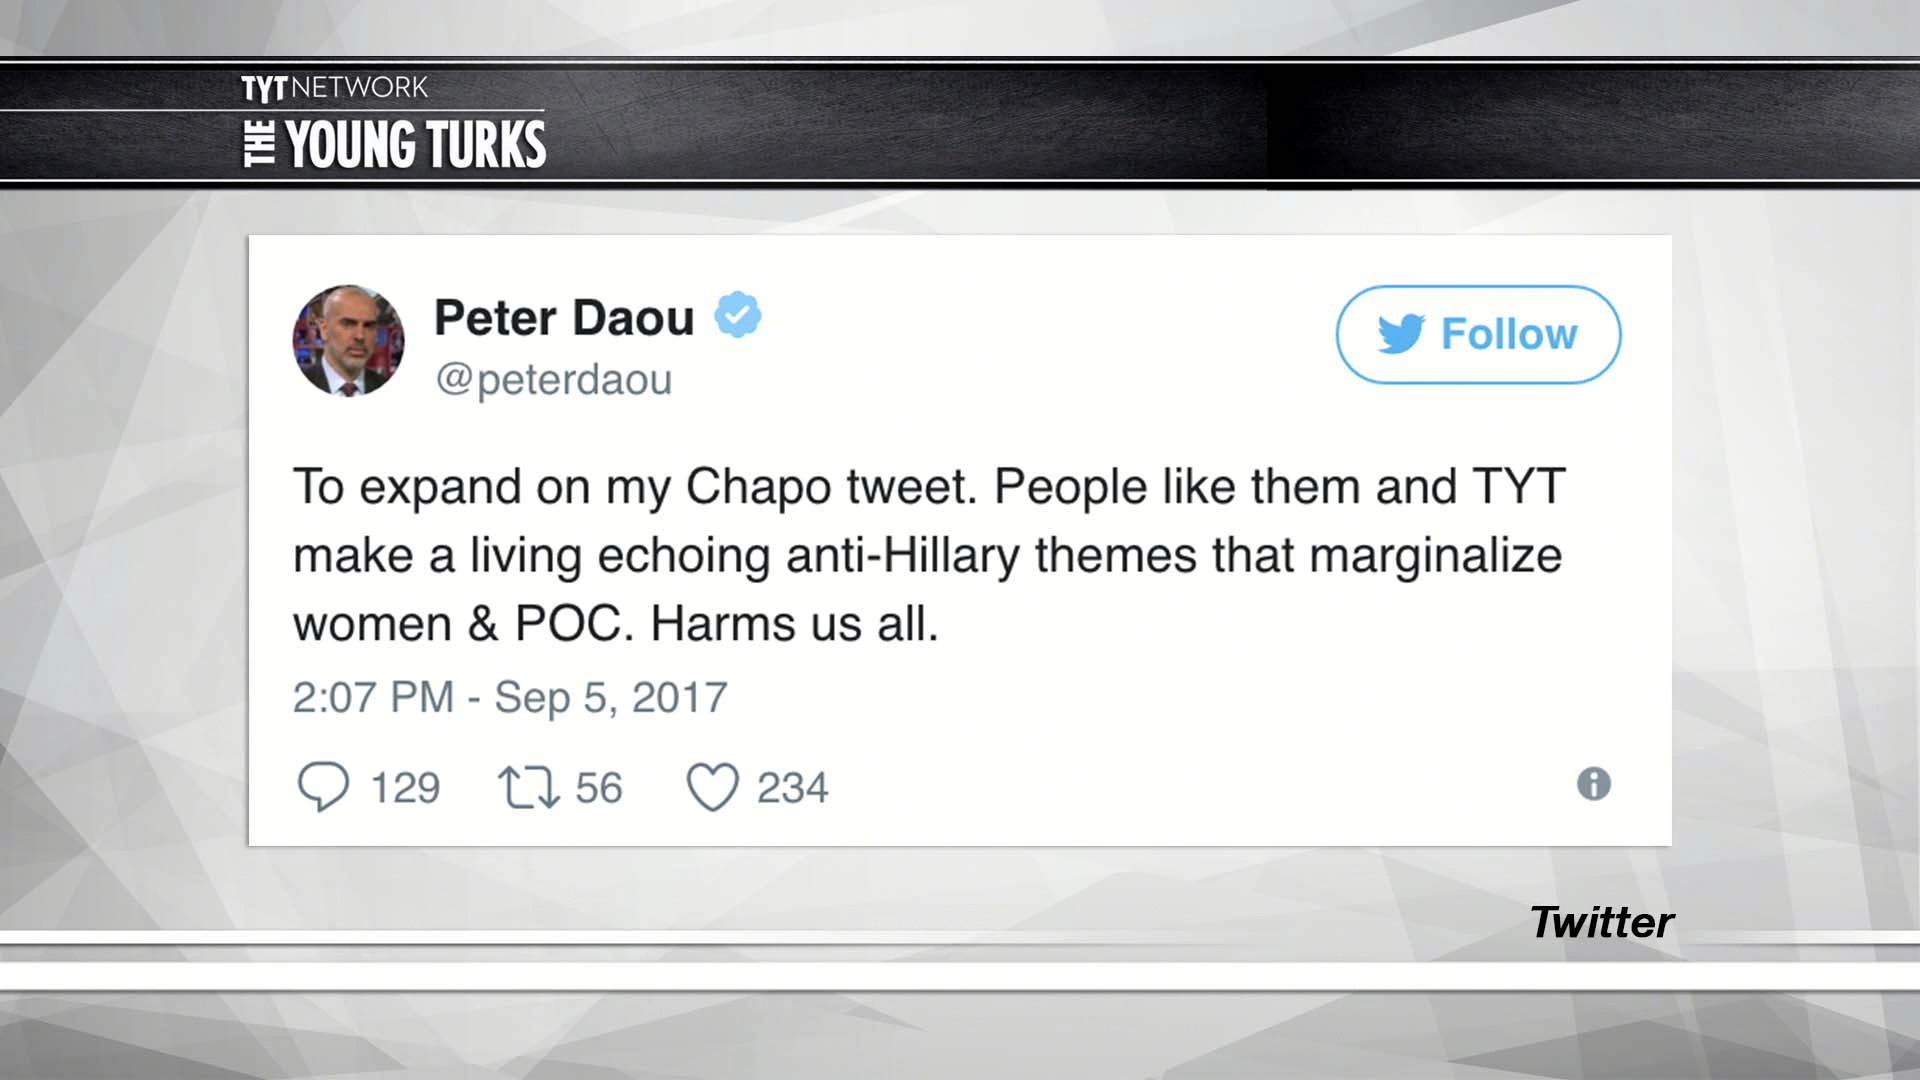 TYT NETWORK
THE YOUNG TURKS
Peter Daou
@peterdaou
Follow
To expand on my Chapo tweet. People like them and TYT
make a living echoing anti-Hillary themes that marginalize
women & POC. Harms us all.
2:07 PM - Sep 5, 2017
129 56 234
Twitter